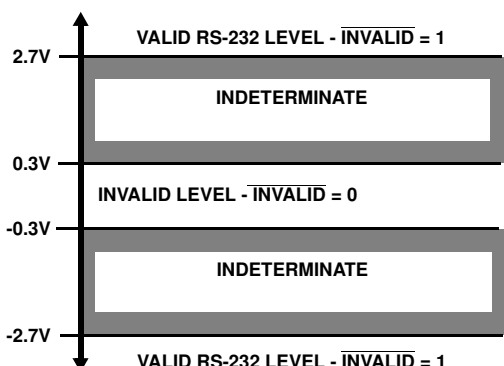 VALID RS-232 LEVEL - INVALID = 1
2.7V
INDETERMINATE
0.3V
INVALID LEVEL - INVALID = 0
-0.3V
INDETERMINATE
-2.7V
VALID RS-232 LEVEL - INVALID = 1